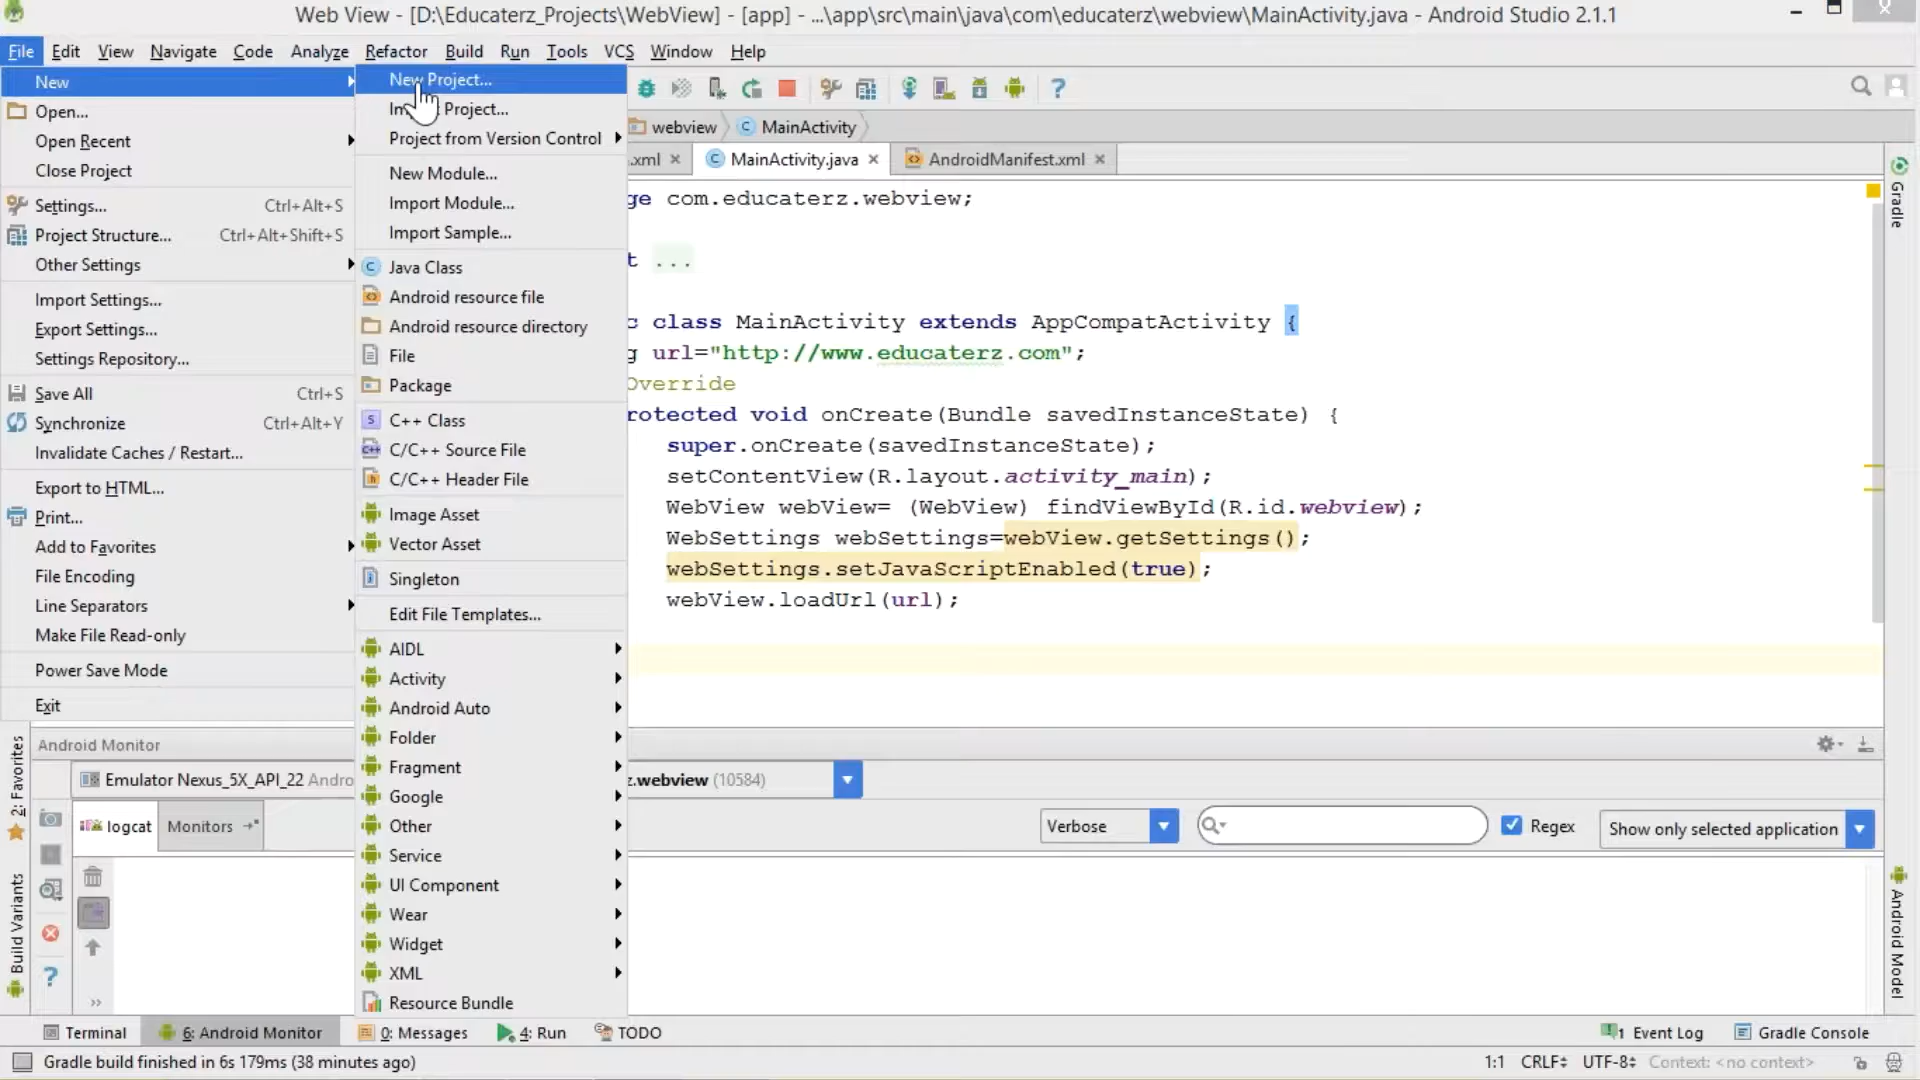 Web View - [D:\Educaterz_Projects\WebView] - [app] - ...\app\src\main\java\com\educaterz\webview\MainActivity.java - Android Studio 2.1.1
File Edit View Navigate Code Analyze Refactor Build Run Tools VCS Window Help
New
Open...
Open Recent
Close Project
Settings... Ctrl+Alt+S
Project Structure... Ctrl+Alt+Shift+S
Other Settings
Import Settings...
Export Settings...
Settings Repository...
Save All Ctrl+S
Synchronize Ctrl+Alt+Y
Invalidate Caches / Restart...
Export to HTML...
Print...
Add to Favorites
File Encoding
Line Separators
Make File Read-only
Power Save Mode
Exit
New Project...
Project...
Project from Version Control
New Module...
Import Module...
Import Sample...
Java Class
Android resource file
Android resource directory
File
Package
C++ Class
C/C++ Source File
C/C++ Header File
Image Asset
Vector Asset
Singleton
Edit File Templates...
AIDL
Activity
Android Auto
Folder
Fragment
Google
Other
Service
UI Component
Wear
Widget
XML
Resource Bundle
webview MainActivity
.xml MainActivity.java AndroidManifest.xml
ge com.educaterz.webview;
t ...
c class MainActivity extends AppCompatActivity {
g url="http://www.educaterz.com";
Override
rotected void onCreate(Bundle savedInstanceState) {
super.onCreate(savedInstanceState);
setContentView(R.layout.activity_main);
WebView webView= (WebView) findViewById(R.id.webview);
WebSettings webSettings=webView.getSettings();
webSettings.setJavaScriptEnabled(true);
webView.loadUrl(url);
Gradle
Android Model
2: Favorites
Build Variants
Android Monitor
Emulator Nexus_5X_API_22 Andro
z.webview (10584)
logcat Monitors
Verbose
Regex
Show only selected application
Terminal 6: Android Monitor 0: Messages 4: Run TODO
1 Event Log Gradle Console
Gradle build finished in 6s 179ms (38 minutes ago)
1:1 CRLF UTF-8 Context: <no context>